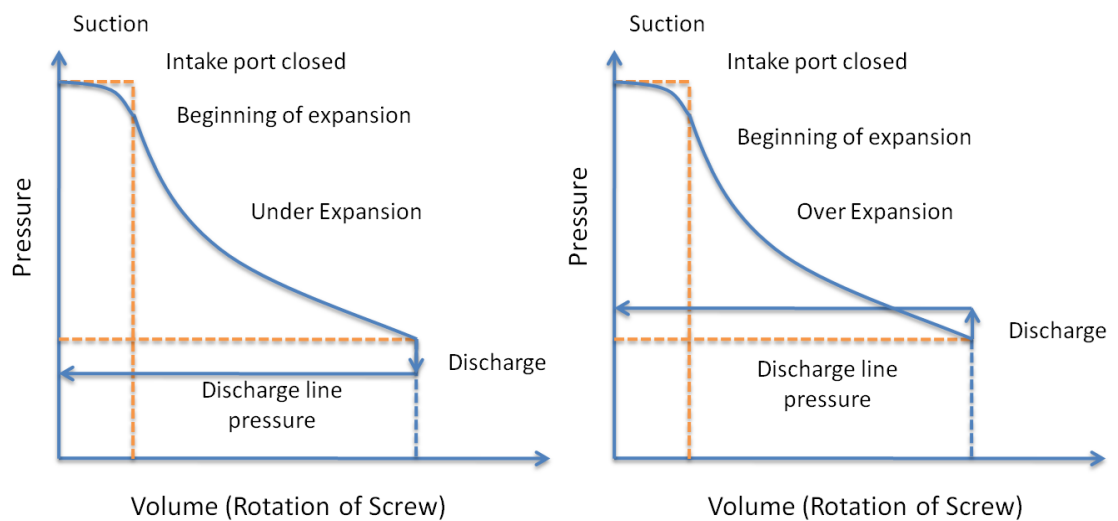 Suction
Intake port closed
Beginning of expansion
Under Expansion
Pressure
Discharge
Discharge line
pressure
Volume (Rotation of Screw)
Suction
Intake port closed
Beginning of expansion
Over Expansion
Pressure
Discharge
Discharge line
pressure
Volume (Rotation of Screw)